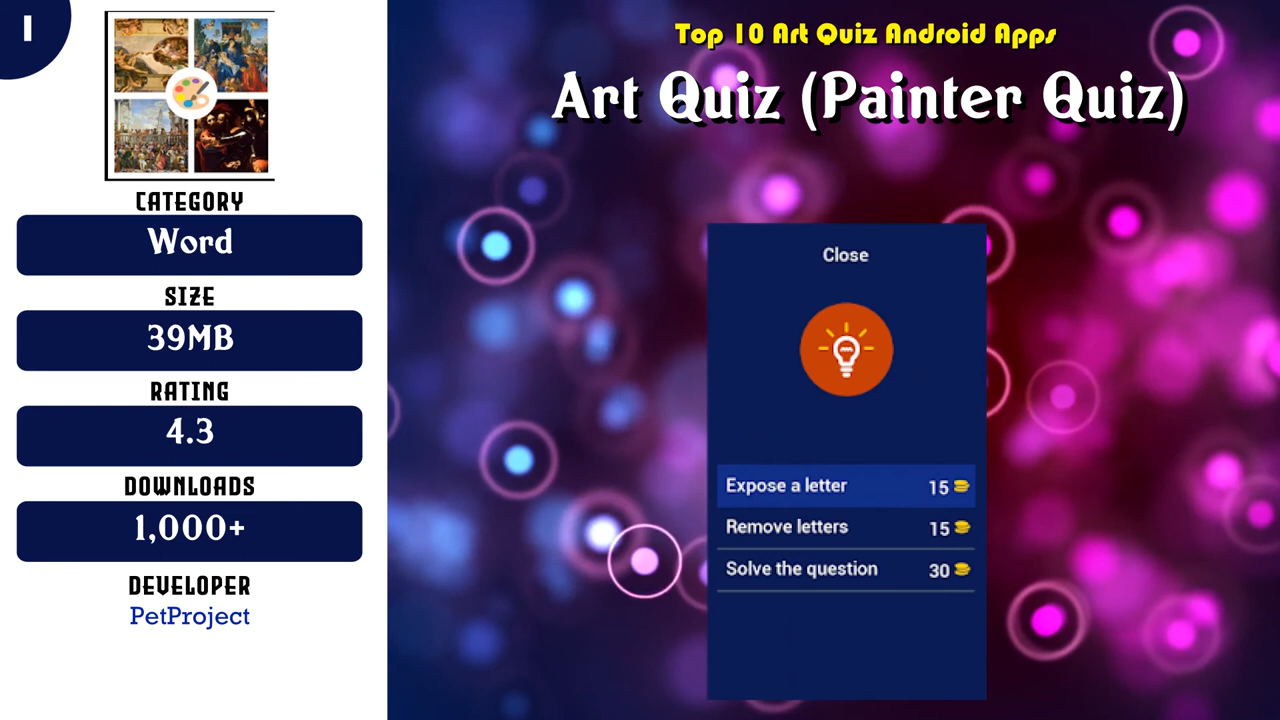 1
CATEGORY
Word
SIZE
39MB
RATING
4.3
DOWNLOADS
1,000+
DEVELOPER
PetProject
Top 10 Art Quiz Android Apps
Art Quiz (Painter Quiz)
Close
Expose a letter 15
Remove letters 15
Solve the question 30